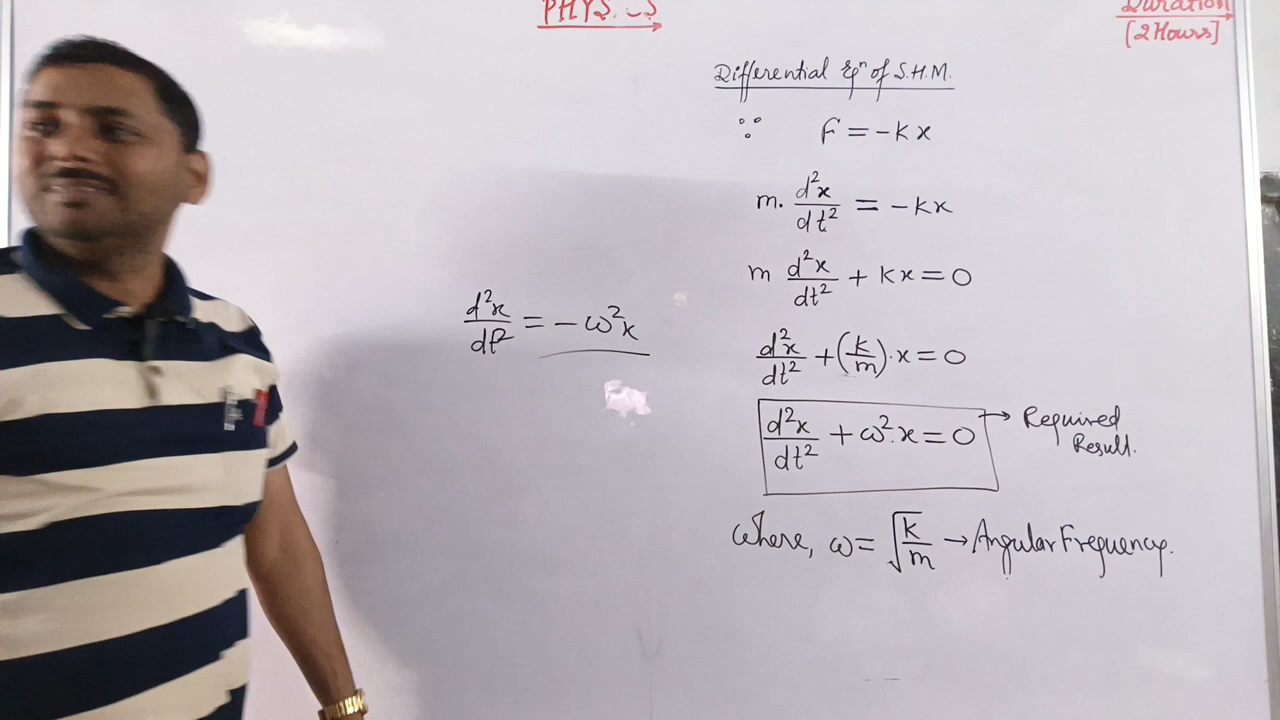 Duration
[2 Hours]
Differential Eqⁿ of S.H.M.
∵ F = -kx
m. d²x/dt² = -kx
m d²x/dt² + kx = 0
d²x/dt² + (k/m).x = 0
d²x/dt² + ω².x = 0 → Required Result.
where, ω = √(k/m) → Angular Frequency.
d²x/dt² = -ω²x